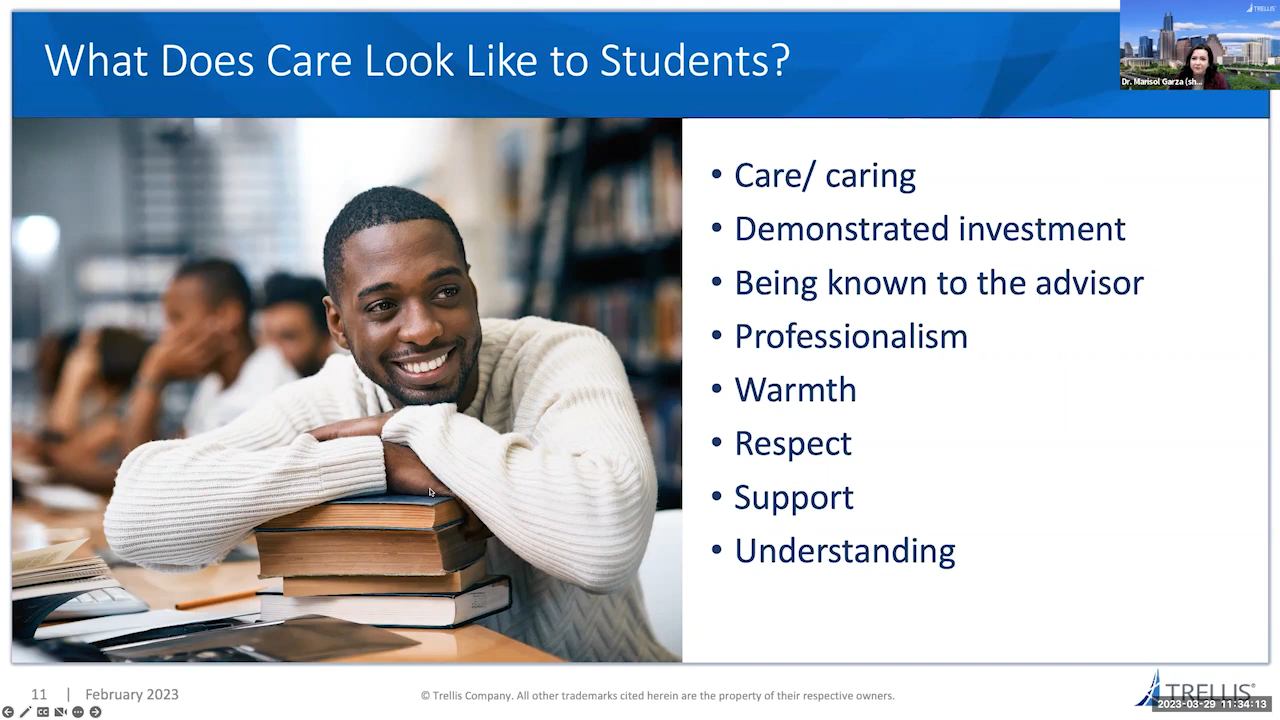 What Does Care Look Like to Students?
TRELLIS
Dr. Marisol Garza (sh...
• Care/ caring
• Demonstrated investment
• Being known to the advisor
• Professionalism
• Warmth
• Respect
• Support
• Understanding
11 | February 2023
© Trellis Company. All other trademarks cited herein are the property of their respective owners.
TRELLIS®
2023-03-29 11:34:13